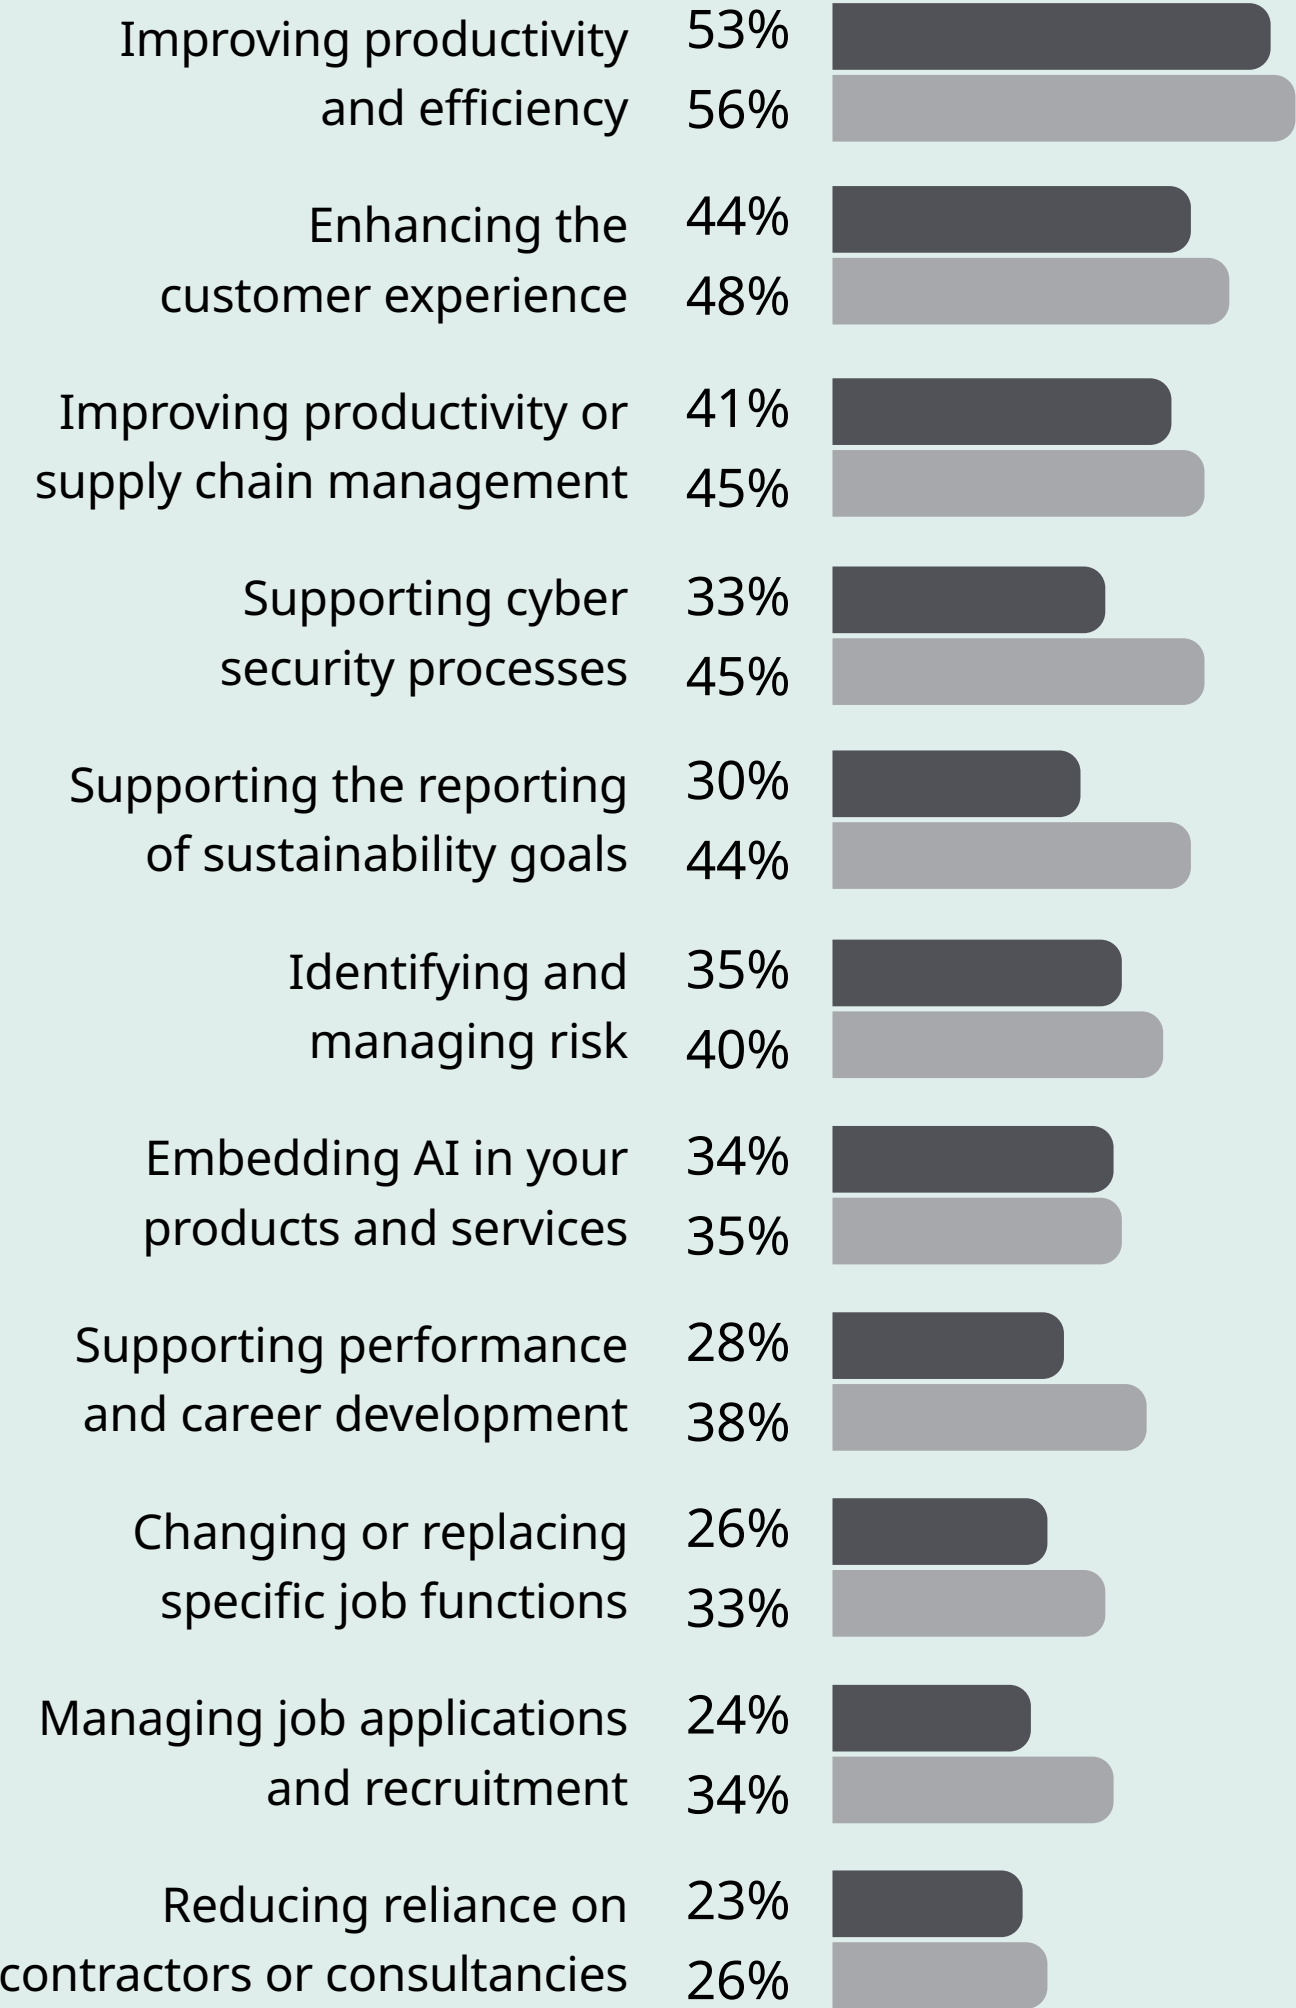 Improving productivity
and efficiency
53%
56%
Enhancing the
customer experience
44%
48%
Improving productivity or
supply chain management
41%
45%
Supporting cyber
security processes
33%
45%
Supporting the reporting
of sustainability goals
30%
44%
Identifying and
managing risk
35%
40%
Embedding AI in your
products and services
34%
35%
Supporting performance
and career development
28%
38%
Changing or replacing
specific job functions
26%
33%
Managing job applications
and recruitment
24%
34%
Reducing reliance on
contractors or consultancies
23%
26%